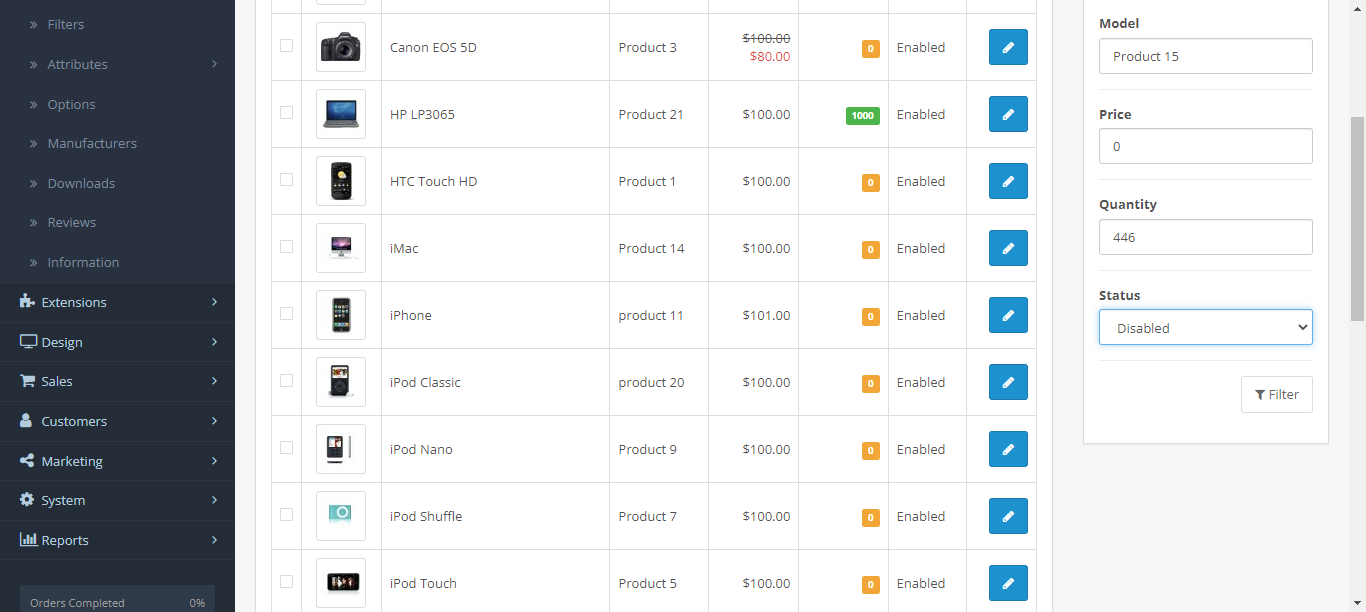 Filters
Attributes
Options
Manufacturers
Downloads
Reviews
Information
Extensions
Design
Sales
Customers
Marketing
System
Reports
Orders Completed 0%
Canon EOS 5D Product 3 $100.00 $80.00 0 Enabled
HP LP3065 Product 21 $100.00 1000 Enabled
HTC Touch HD Product 1 $100.00 0 Enabled
iMac Product 14 $100.00 0 Enabled
iPhone product 11 $101.00 0 Enabled
iPod Classic product 20 $100.00 0 Enabled
iPod Nano Product 9 $100.00 0 Enabled
iPod Shuffle Product 7 $100.00 0 Enabled
iPod Touch Product 5 $100.00 0 Enabled
Model
Product 15
Price
0
Quantity
446
Status
Disabled
Filter